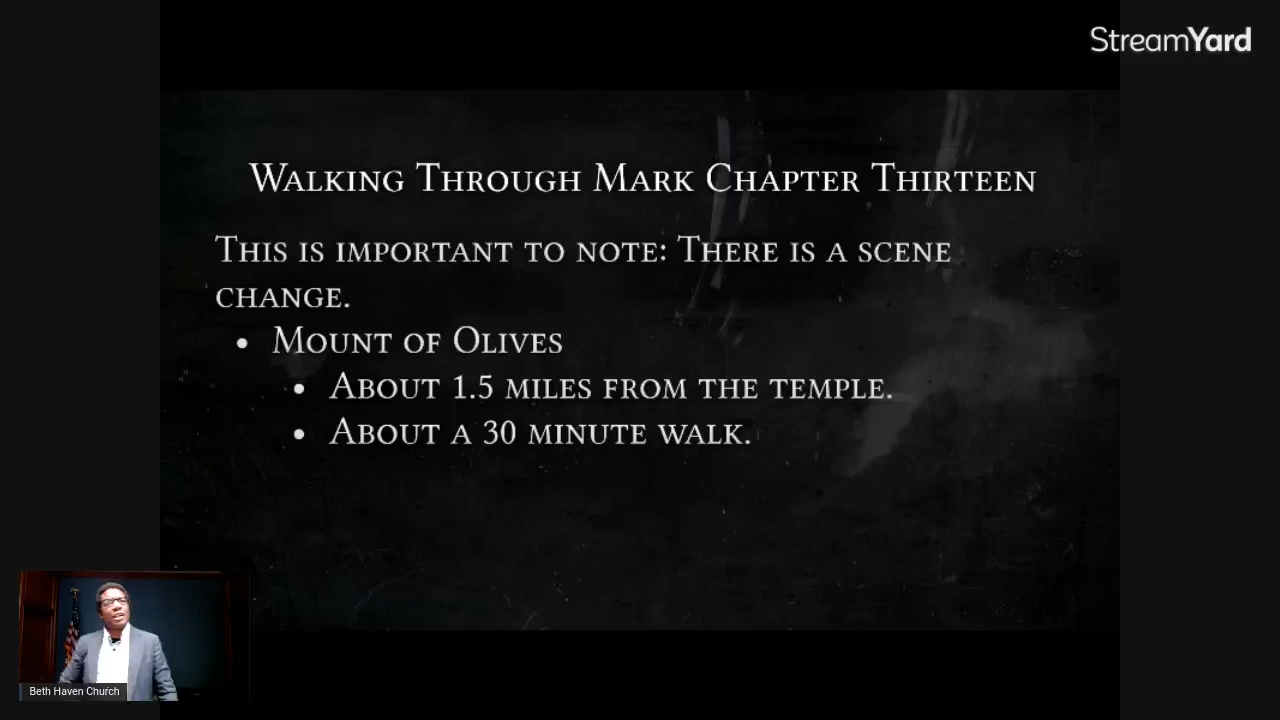 StreamYard
Walking Through Mark Chapter Thirteen
This is important to note: There is a scene
change.
• Mount of Olives
• About 1.5 miles from the temple.
• About a 30 minute walk.
Beth Haven Church